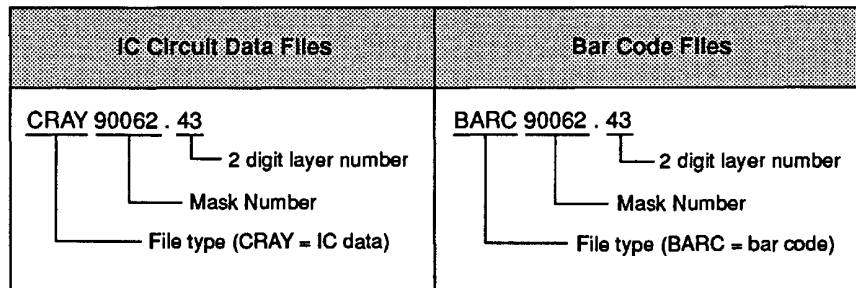 IC Circuit Data Files
CRAY 90062 . 43
2 digit layer number
Mask Number
File type (CRAY = IC data)
Bar Code Files
BARC 90062 . 43
2 digit layer number
Mask Number
File type (BARC = bar code)